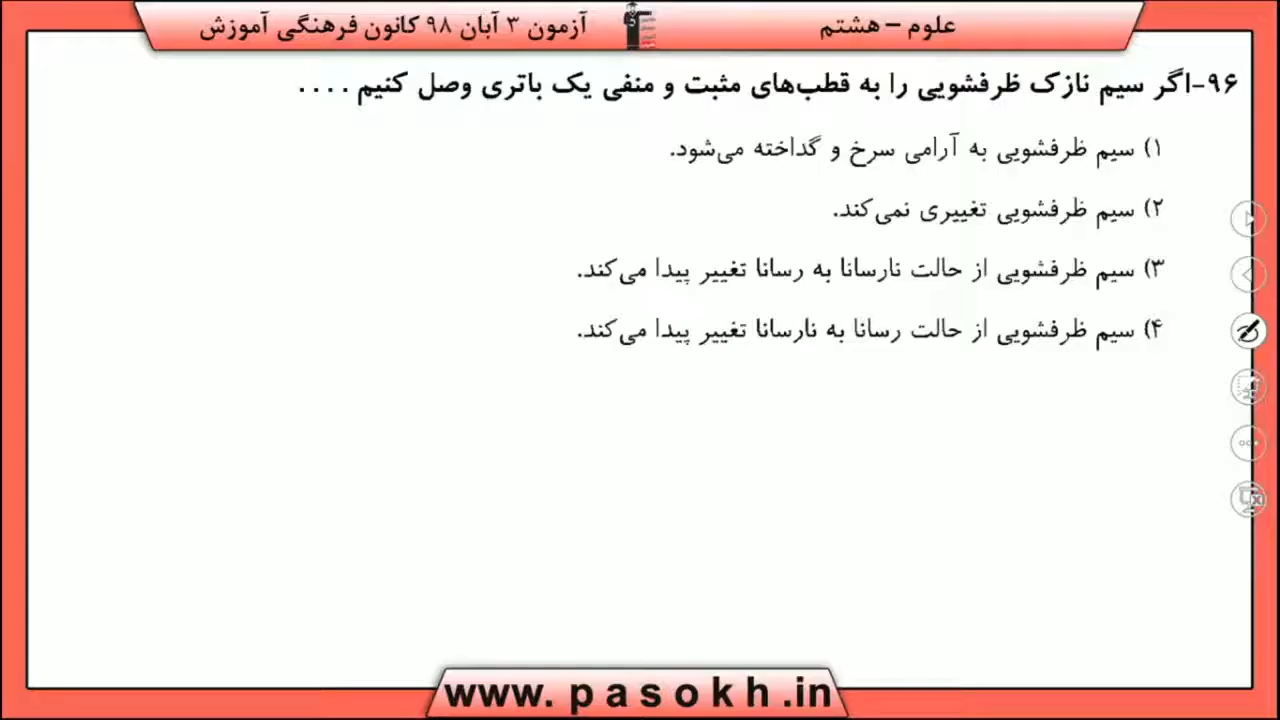 علوم – هشتم
آزمون ۳ آبان ۹۸ کانون فرهنگی آموزش
۹۶-اگر سیم نازک ظرفشویی را به قطب‌های مثبت و منفی یک باتری وصل کنیم . . . .
۱) سیم ظرفشویی به آرامی سرخ و گداخته می‌شود.
۲) سیم ظرفشویی تغییری نمی‌کند.
۳) سیم ظرفشویی از حالت نارسانا به رسانا تغییر پیدا می‌کند.
۴) سیم ظرفشویی از حالت رسانا به نارسانا تغییر پیدا می‌کند.
www. p a s o k h .in